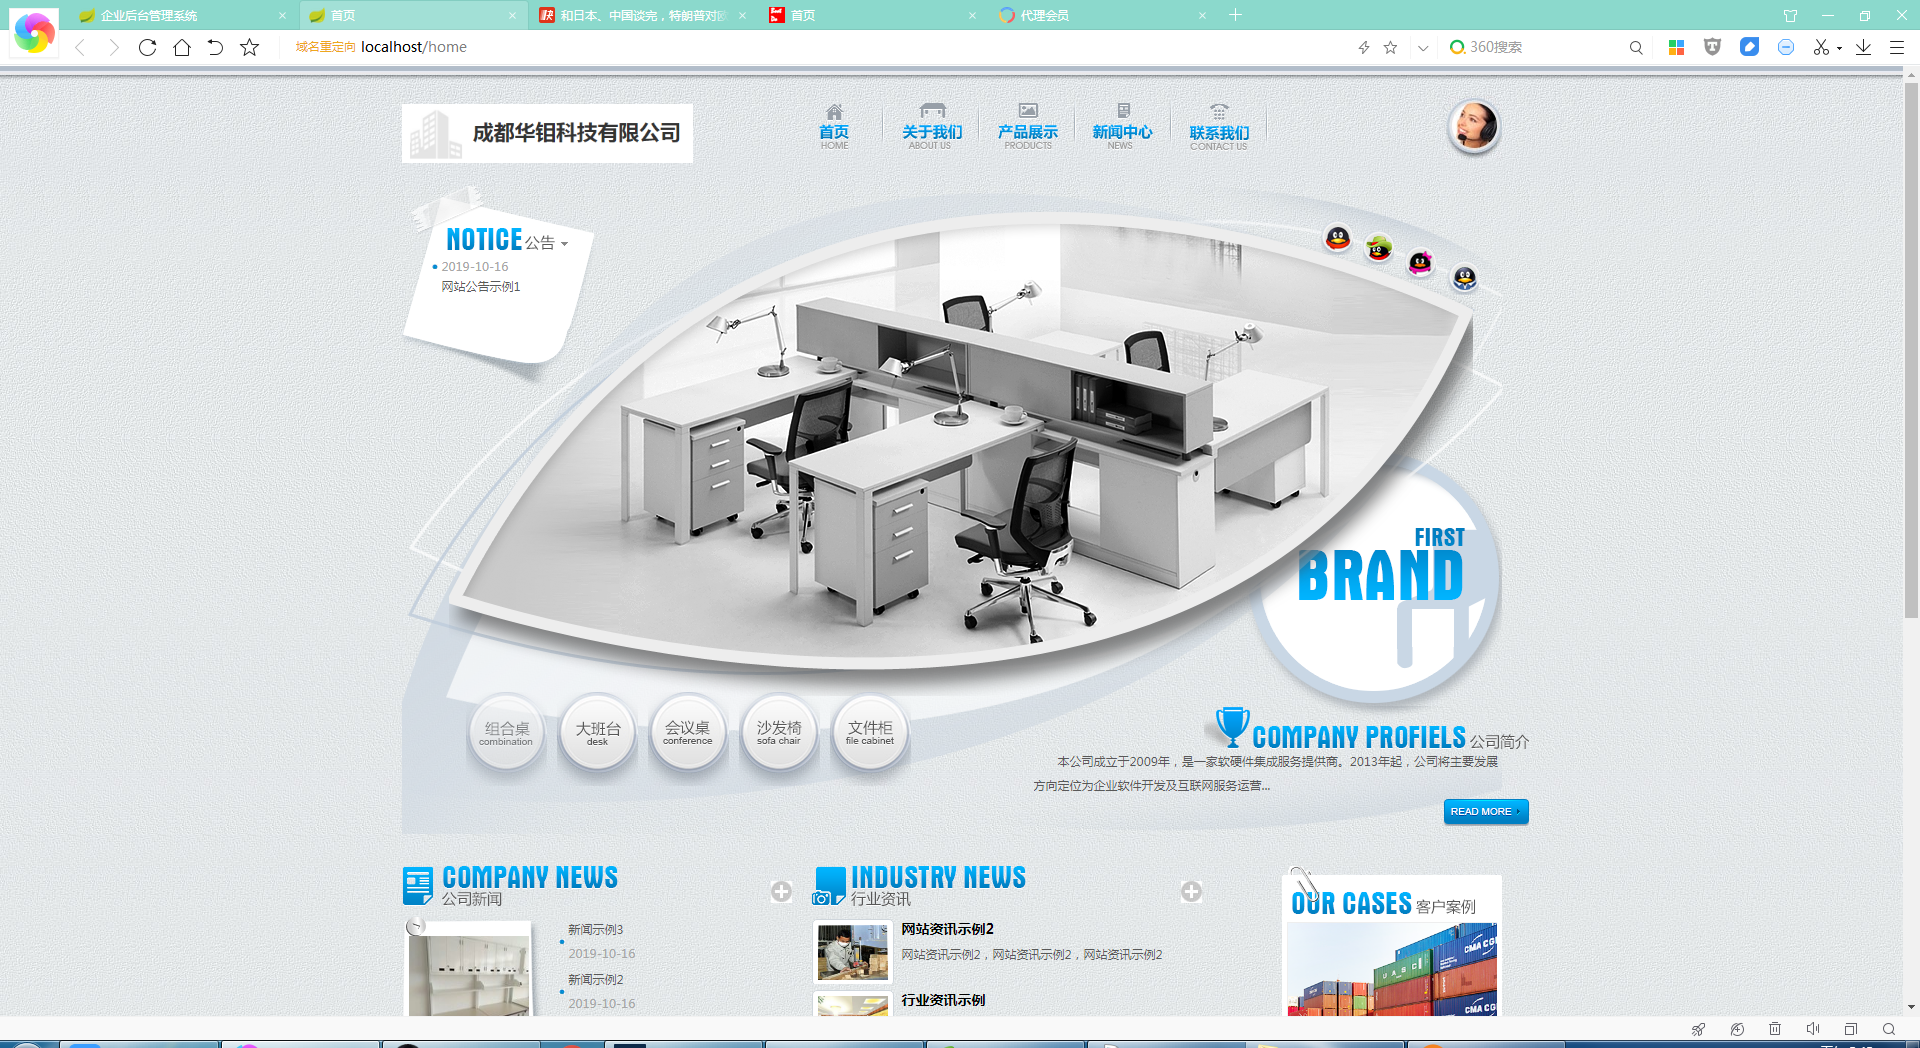 企业后台管理系统
首页
和日本、中国谈完，特朗普对
首页
代理会员
域名重定向 localhost/home
360搜索
成都华钼科技有限公司
首页
HOME
关于我们
ABOUT US
产品展示
PRODUCTS
新闻中心
NEWS
联系我们
CONTACT US
NOTICE 公告
2019-10-16
网站公告示例1
FIRST
BRAND
组合桌
combination
大班台
desk
会议桌
conference
沙发椅
sofa chair
文件柜
file cabinet
COMPANY PROFIELS 公司简介
本公司成立于2009年，是一家软硬件集成服务提供商。2013年起，公司将主要发展
方向定位为企业软件开发及互联网服务运营...
READ MORE
COMPANY NEWS
公司新闻
新闻示例3
2019-10-16
新闻示例2
2019-10-16
INDUSTRY NEWS
行业资讯
网站资讯示例2
网站资讯示例2，网站资讯示例2，网站资讯示例2
行业资讯示例
OUR CASES 客户案例
CMA CG
UASC
CMA CG